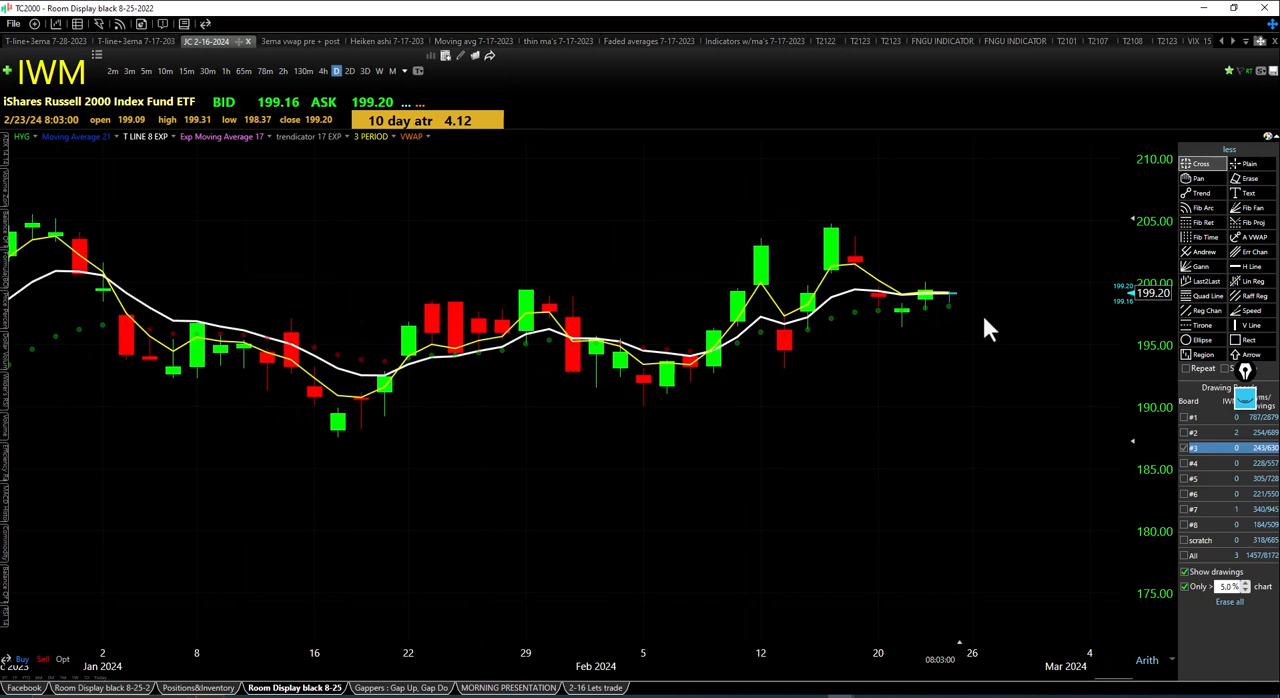 TC2000 - Room Display black 8-25-2022
File
T-line+3ema 7-28-2023 T-line+3ema 7-17-203 JC 2-16-2024 3ema vwap pre + post Heiken ashi 7-17-203 Moving avg 7-17-2023 thin ma's 7-17-2023 Faded averages 7-17-2023 Indicators w/ma's 7-17-2023 T2122 T2123 T2123 FNGU INDICATOR FNGU INDICATOR T2101 T2107 T2108 T2123 VIX 15
IWM 2m 3m 5m 10m 15m 30m 1h 65m 78m 2h 130m 4h D 2D 3D W M
iShares Russell 2000 Index Fund ETF BID 199.16 ASK 199.20 ... ...
2/23/24 8:03:00 open 199.09 high 199.31 low 198.37 close 199.20 10 day atr 4.12
HYG Moving Average 21 T LINE 8 EXP Exp Moving Average 17 trendicator 17 EXP 3 PERIOD VWAP
210.00
205.00
200.00
199.20
199.20
199.16
195.00
190.00
185.00
180.00
175.00
less
Cross Plain
Pan Erase
Trend Text
Fib Arc Fib Fan
Fib Ret Fib Proj
Fib Time A VWAP
Andrew Err Chan
Gann H Line
Last2Last Lin Reg
Quad Line Raff Reg
Reg Chan Speed
Tirone V Line
Ellipse Rect
Region Arrow
Repeat
Board
#1 0 787/2879
#2 2 254/689
#3 0 243/630
#4 0 228/557
#5 0 305/728
#6 0 221/550
#7 1 340/945
#8 0 184/509
scratch 0 318/685
All 3 1457/8172
Show drawings
Only > 5.0 % chart
Erase all
2 8 16 22 29 5 12 20 26 4
Buy Sell Opt 08:03:00 Arith
Jan 2024 Feb 2024 Mar 2024
Facebook Room Display black 8-25-2 Positions&Inventory Room Display black 8-25 Gappers : Gap Up, Gap Do MORNING PRESENTATION 2-16 Lets trade